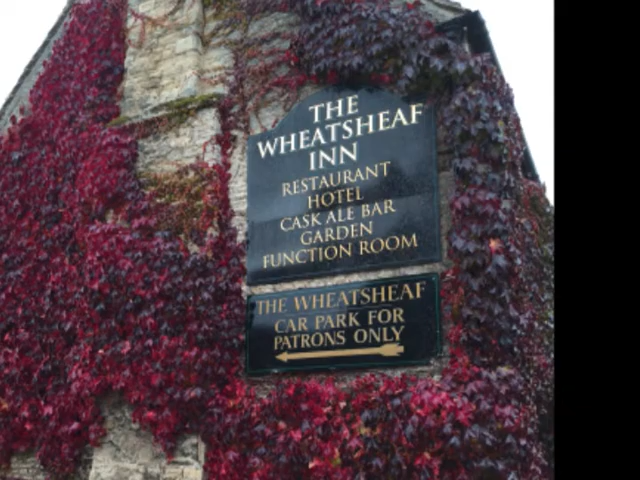 THE
WHEATSHEAF
INN
RESTAURANT
HOTEL
CASK ALE BAR
GARDEN
FUNCTION ROOM
THE WHEATSHEAF
CAR PARK FOR
PATRONS ONLY